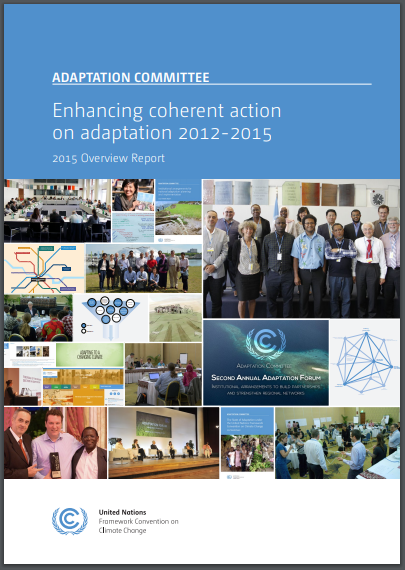 ADAPTATION COMMITTEE
Enhancing coherent action
on adaptation 2012-2015
2015 Overview Report
ADAPTING TO A
CHANGING CLIMATE
ADAPTATION COMMITTEE
SECOND ANNUAL ADAPTATION FORUM
INSTITUTIONAL ARRANGEMENTS TO BUILD PARTNERSHIPS
AND STRENGTHEN REGIONAL NETWORKS
United Nations
Framework Convention on
Climate Change